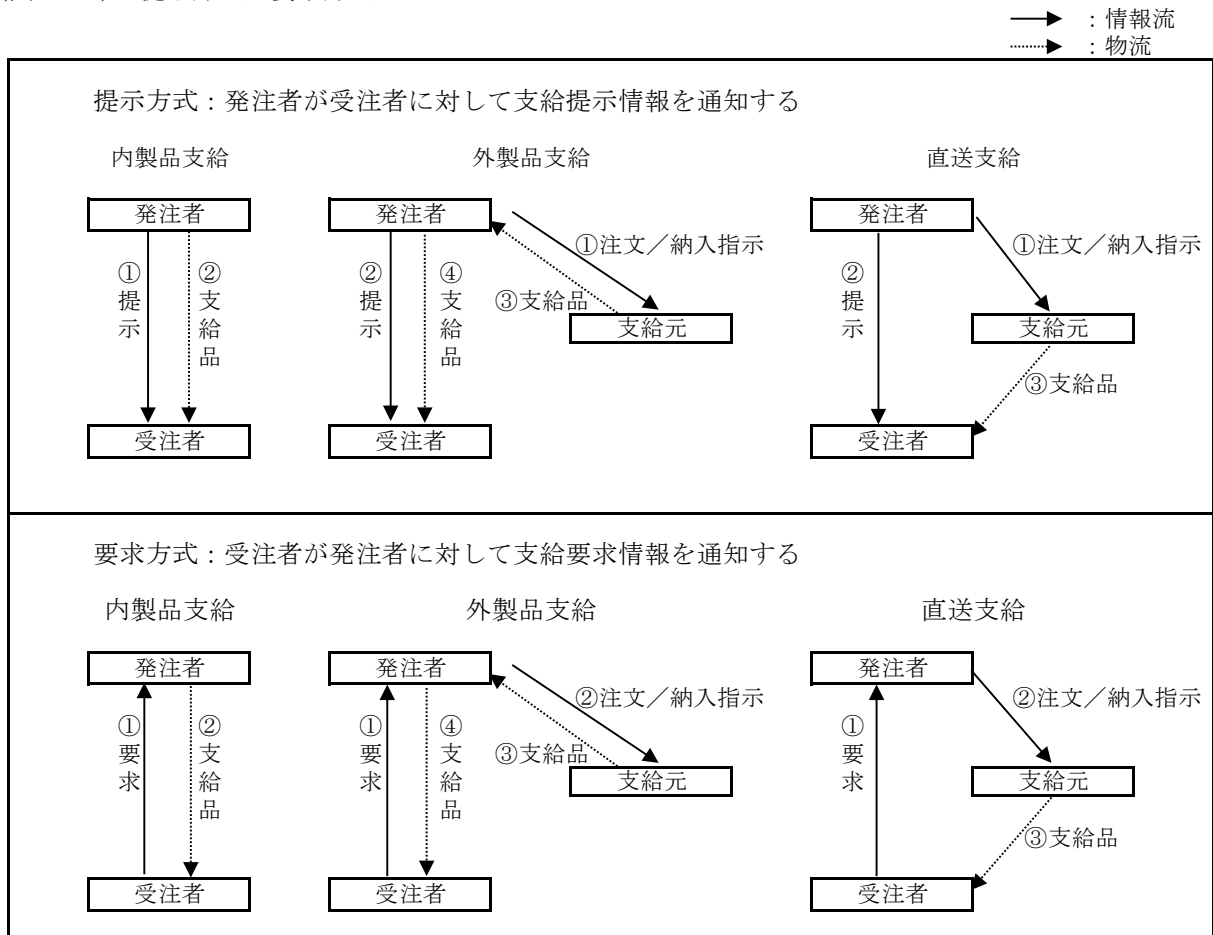 ：情報流
：物流
提示方式：発注者が受注者に対して支給提示情報を通知する
内製品支給
外製品支給
直送支給
発注者
発注者
発注者
①注文／納入指示
①注文／納入指示
①提示
②支給品
②提示
④支給品
③支給品
②提示
支給元
支給元
③支給品
受注者
受注者
受注者
要求方式：受注者が発注者に対して支給要求情報を通知する
内製品支給
外製品支給
直送支給
発注者
発注者
発注者
②注文／納入指示
②注文／納入指示
①要求
②支給品
①要求
④支給品
③支給品
①要求
支給元
支給元
③支給品
受注者
受注者
受注者